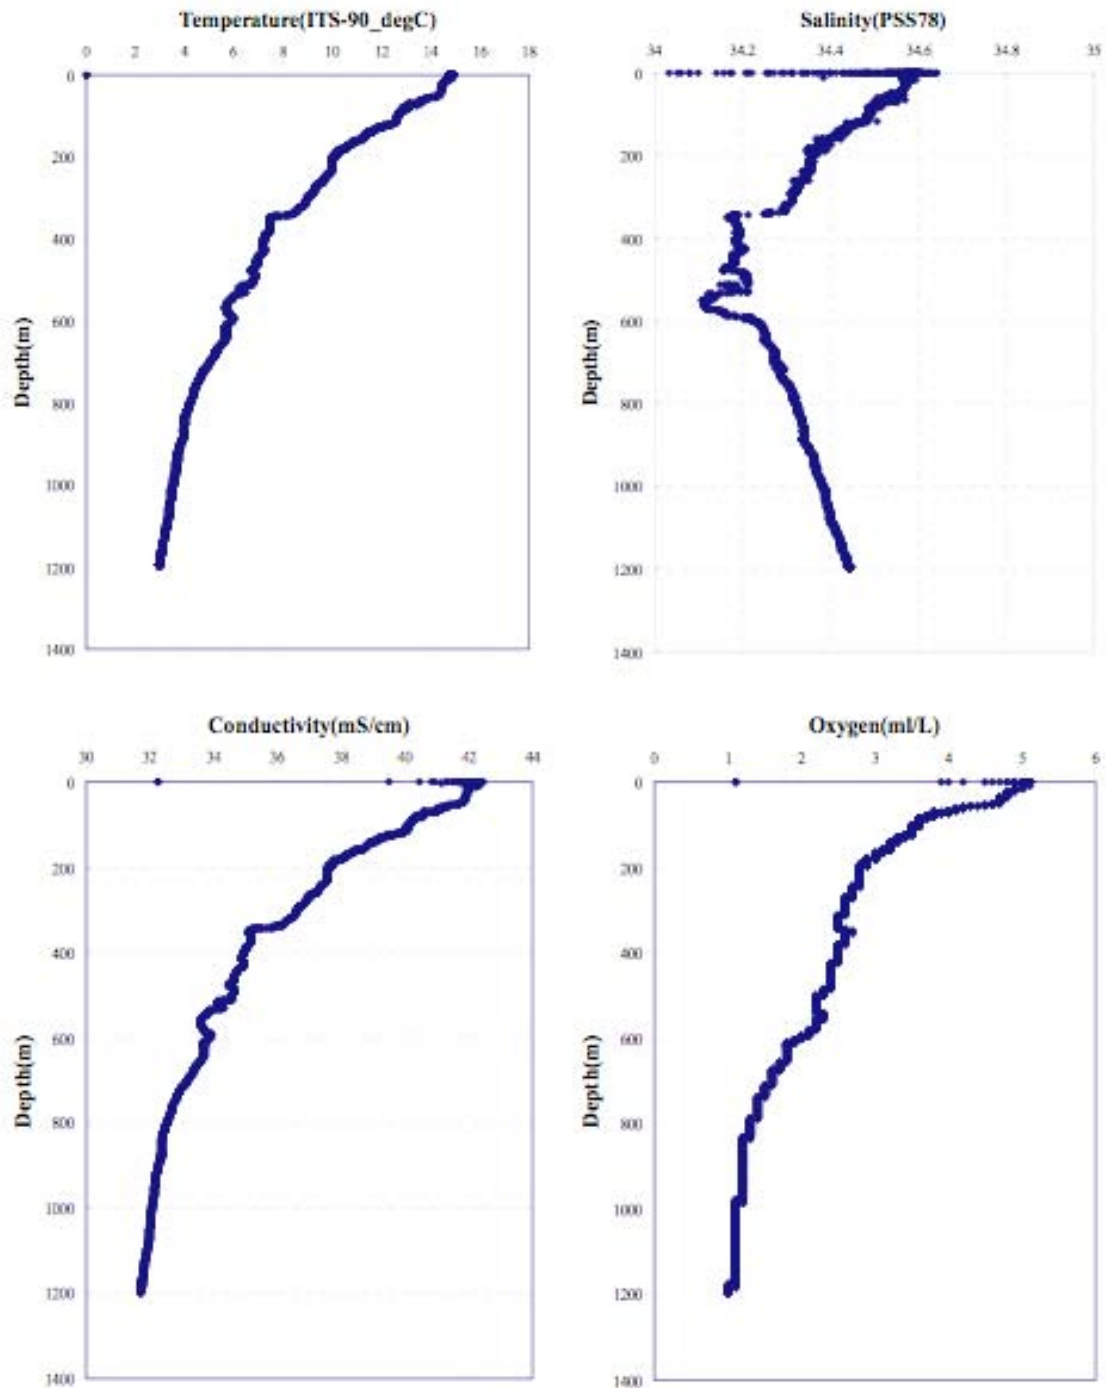 Temperature(ITS-90_degC)
0 2 4 6 8 10 12 14 16 18
0
200
400
600
800
1000
1200
1400
Depth(m)
Salinity(PSS78)
34 34.2 34.4 34.6 34.8 35
0
200
400
600
800
1000
1200
1400
Depth(m)
Conductivity(mS/cm)
30 32 34 36 38 40 42 44
0
200
400
600
800
1000
1200
1400
Depth(m)
Oxygen(ml/L)
0 1 2 3 4 5 6
0
200
400
600
800
1000
1200
1400
Depth(m)